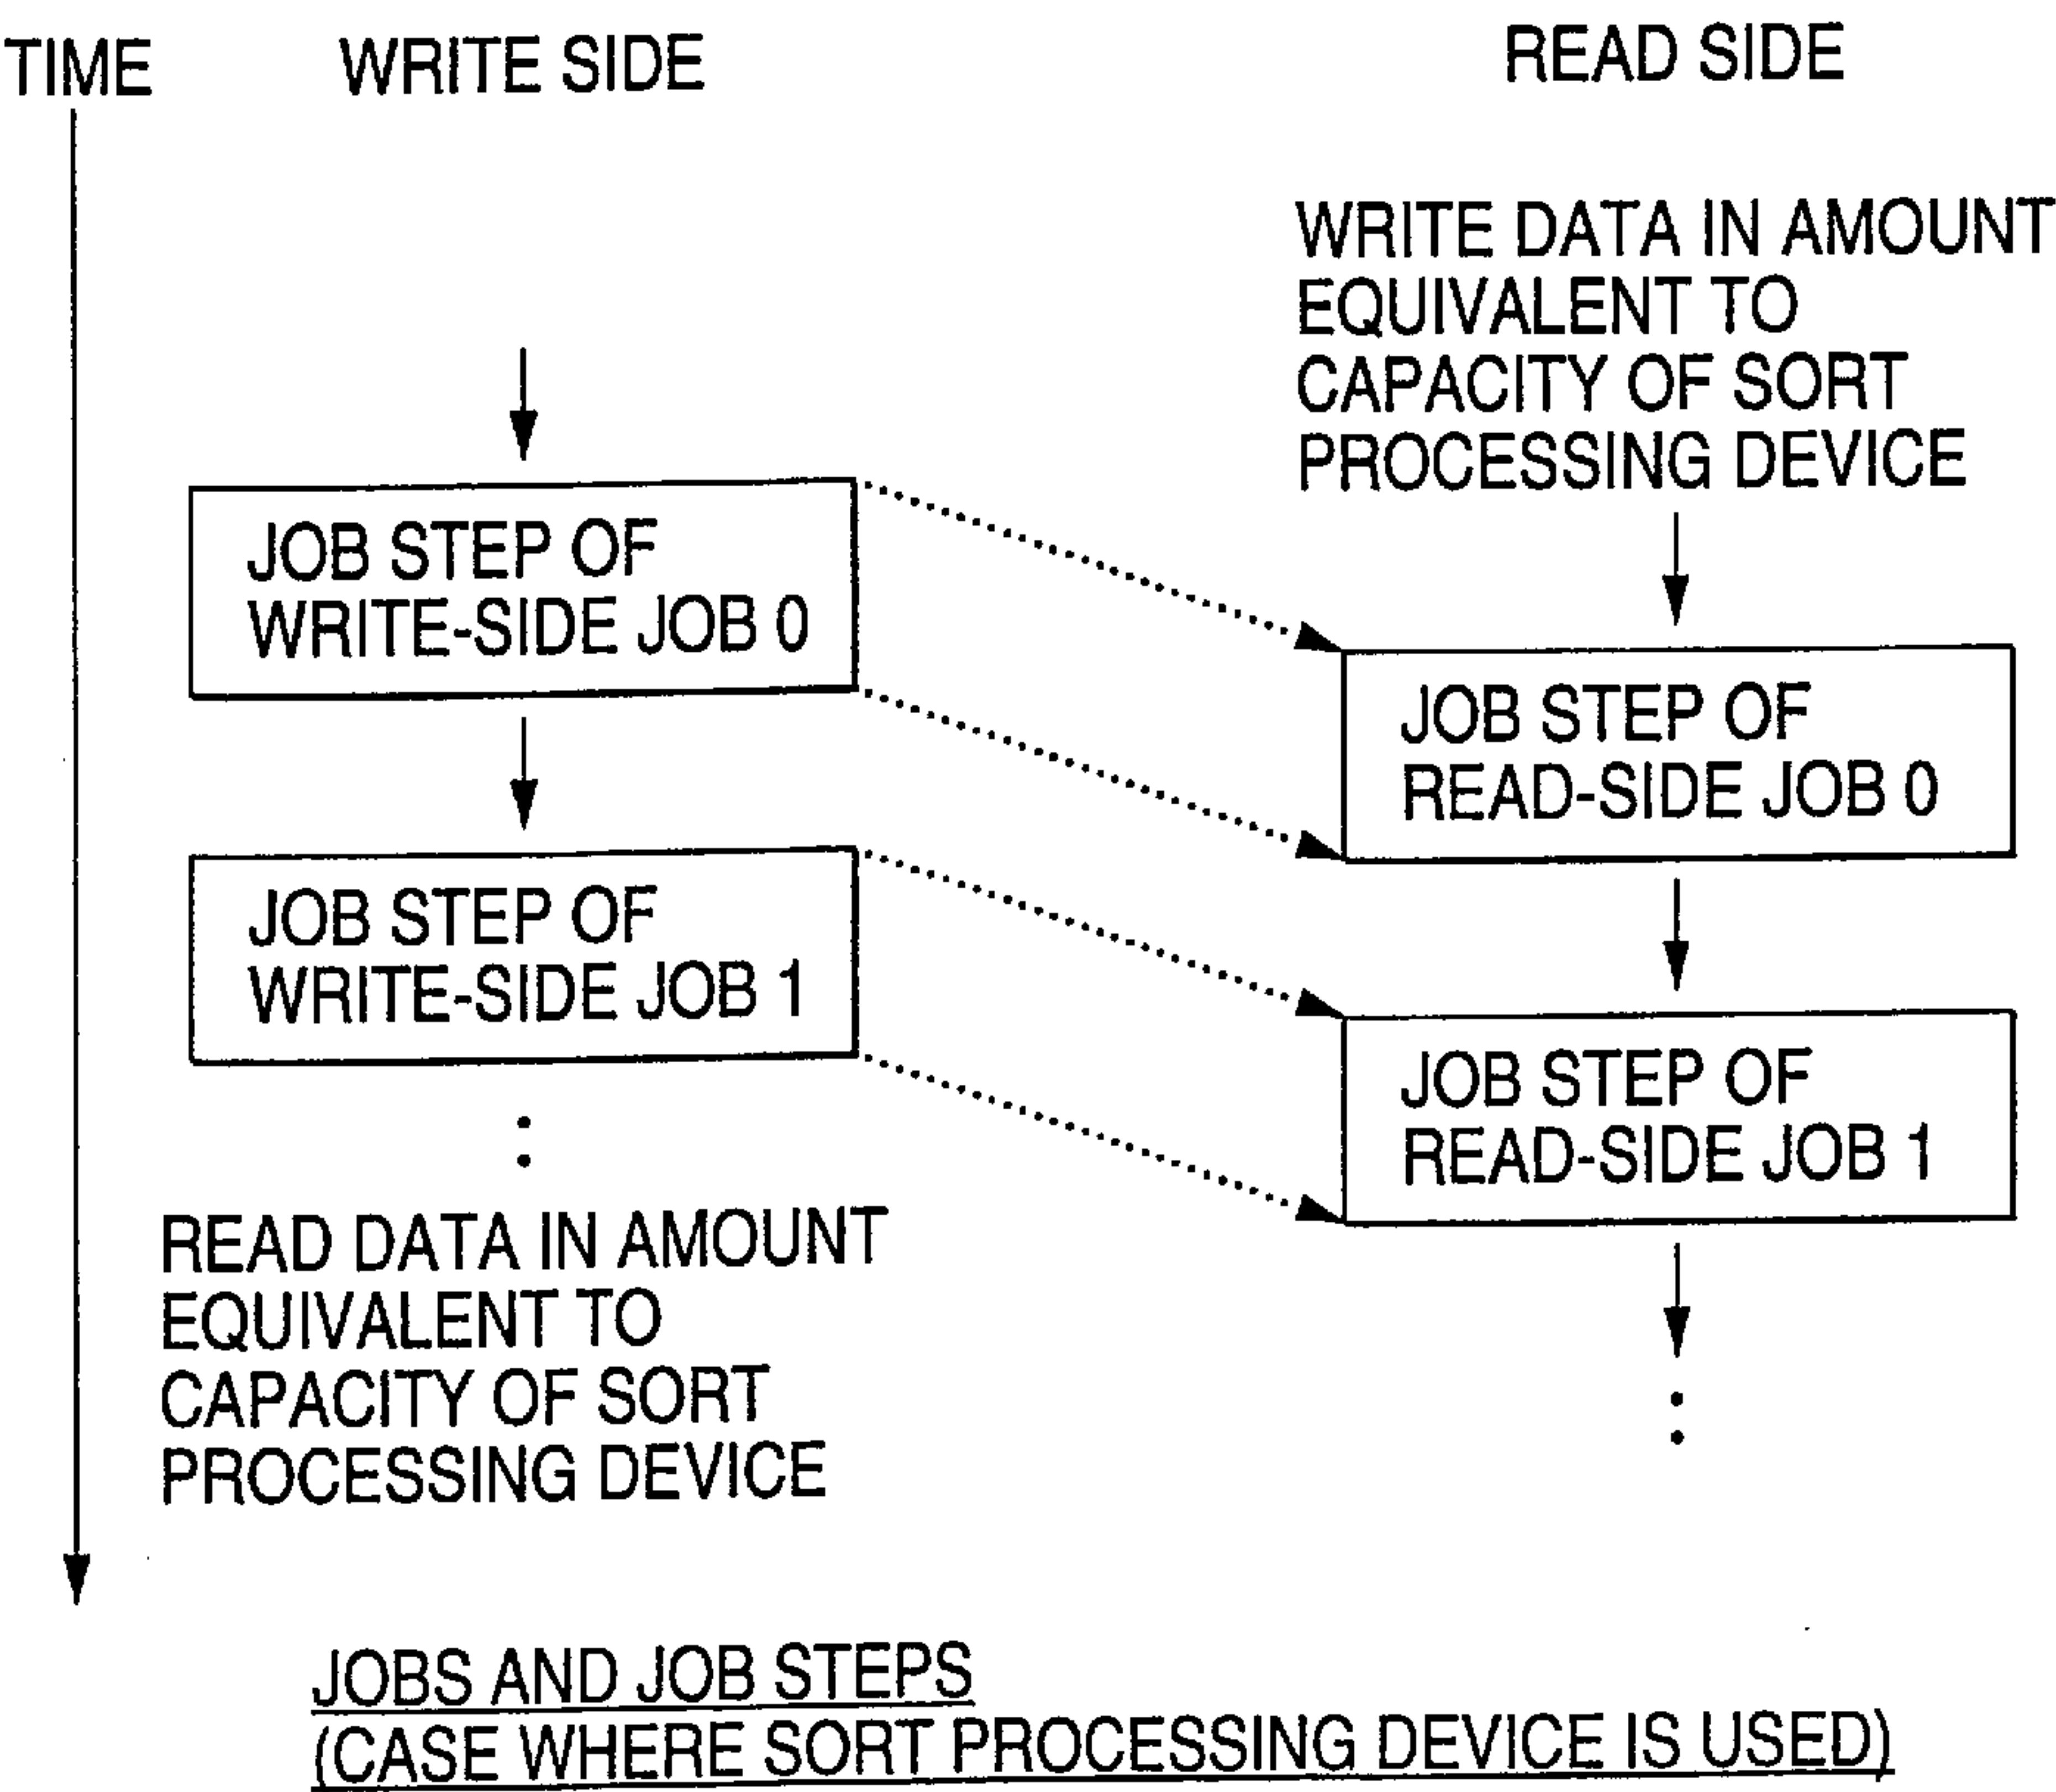 TIME
WRITE SIDE
READ SIDE
WRITE DATA IN AMOUNT
EQUIVALENT TO
CAPACITY OF SORT
PROCESSING DEVICE
JOB STEP OF
WRITE-SIDE JOB 0
JOB STEP OF
READ-SIDE JOB 0
JOB STEP OF
WRITE-SIDE JOB 1
JOB STEP OF
READ-SIDE JOB 1
READ DATA IN AMOUNT
EQUIVALENT TO
CAPACITY OF SORT
PROCESSING DEVICE
JOBS AND JOB STEPS
(CASE WHERE SORT PROCESSING DEVICE IS USED)